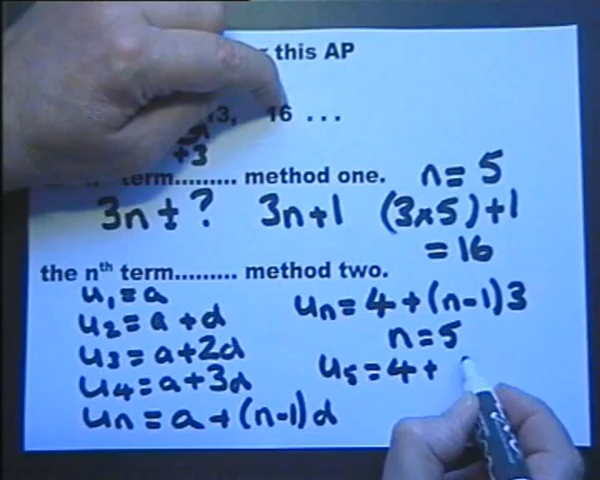 this AP
3, 16 . . .
+3
term......... method one. n = 5
3n ± ? 3n+1 (3×5)+1
= 16
the nth term......... method two.
u₁ = a
u₂ = a + d
u₃ = a+2d
u₄ = a+3d
un = a + (n-1) d
un = 4 + (n-1) 3
n = 5
u₅ = 4 +